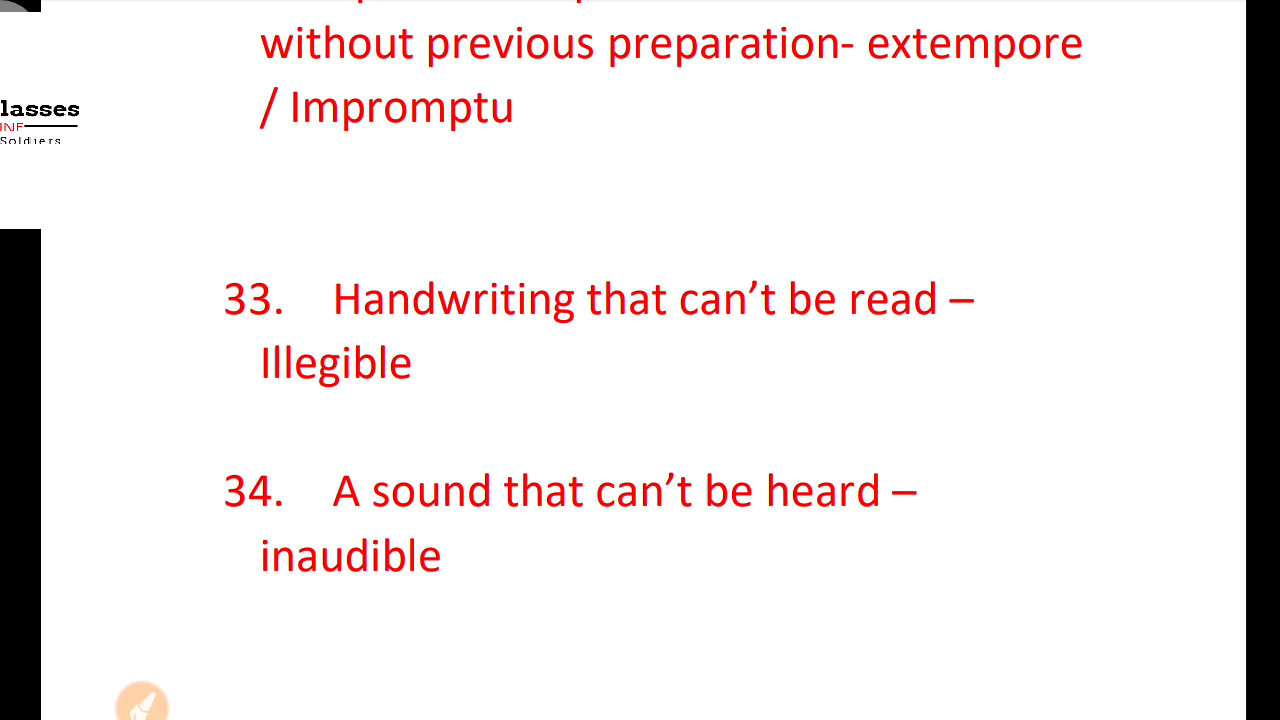 without previous preparation- extempore
/ Impromptu
lasses
INF
Soldiers
33. Handwriting that can’t be read –
Illegible
34. A sound that can’t be heard –
inaudible